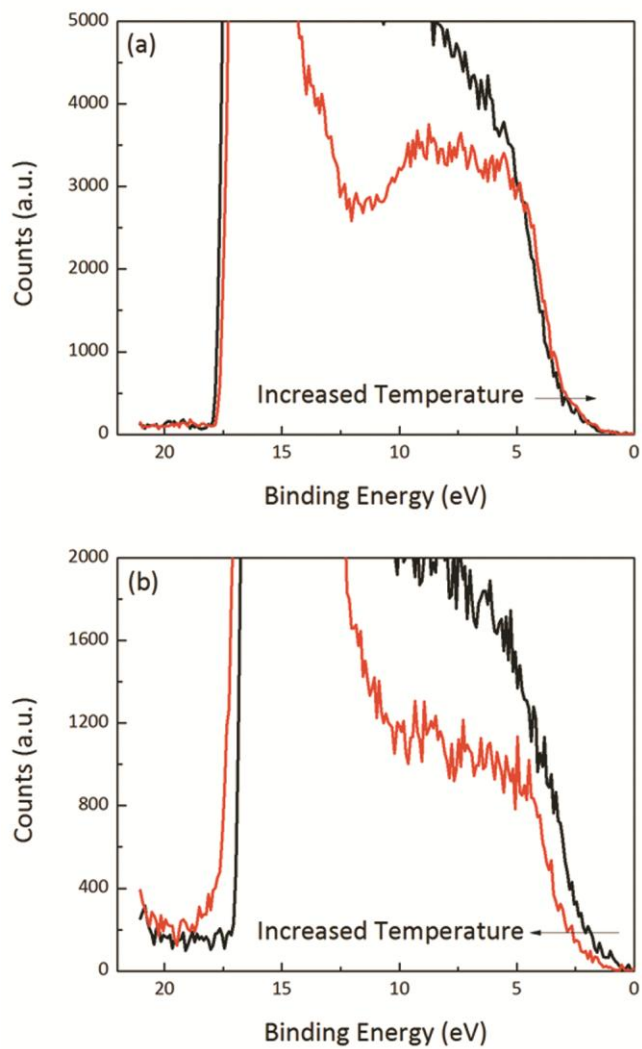 (a)
Counts (a.u.)
5000
4000
3000
2000
1000
0
Increased Temperature
20
15
10
5
0
Binding Energy (eV)
(b)
Counts (a.u.)
2000
1600
1200
800
400
0
Increased Temperature
20
15
10
5
0
Binding Energy (eV)